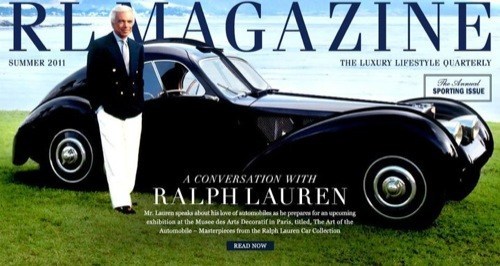 RL MAGAZINE
SUMMER 2011
THE LUXURY LIFESTYLE QUARTERLY
The Annual
SPORTING ISSUE
A CONVERSATION WITH
RALPH LAUREN
Mr. Lauren speaks about his love of automobiles as he prepares for an upcoming
exhibition at the Musee des Arts Decoratif in Paris, titled, The Art of the
Automobile – Masterpieces from the Ralph Lauren Car Collection
READ NOW